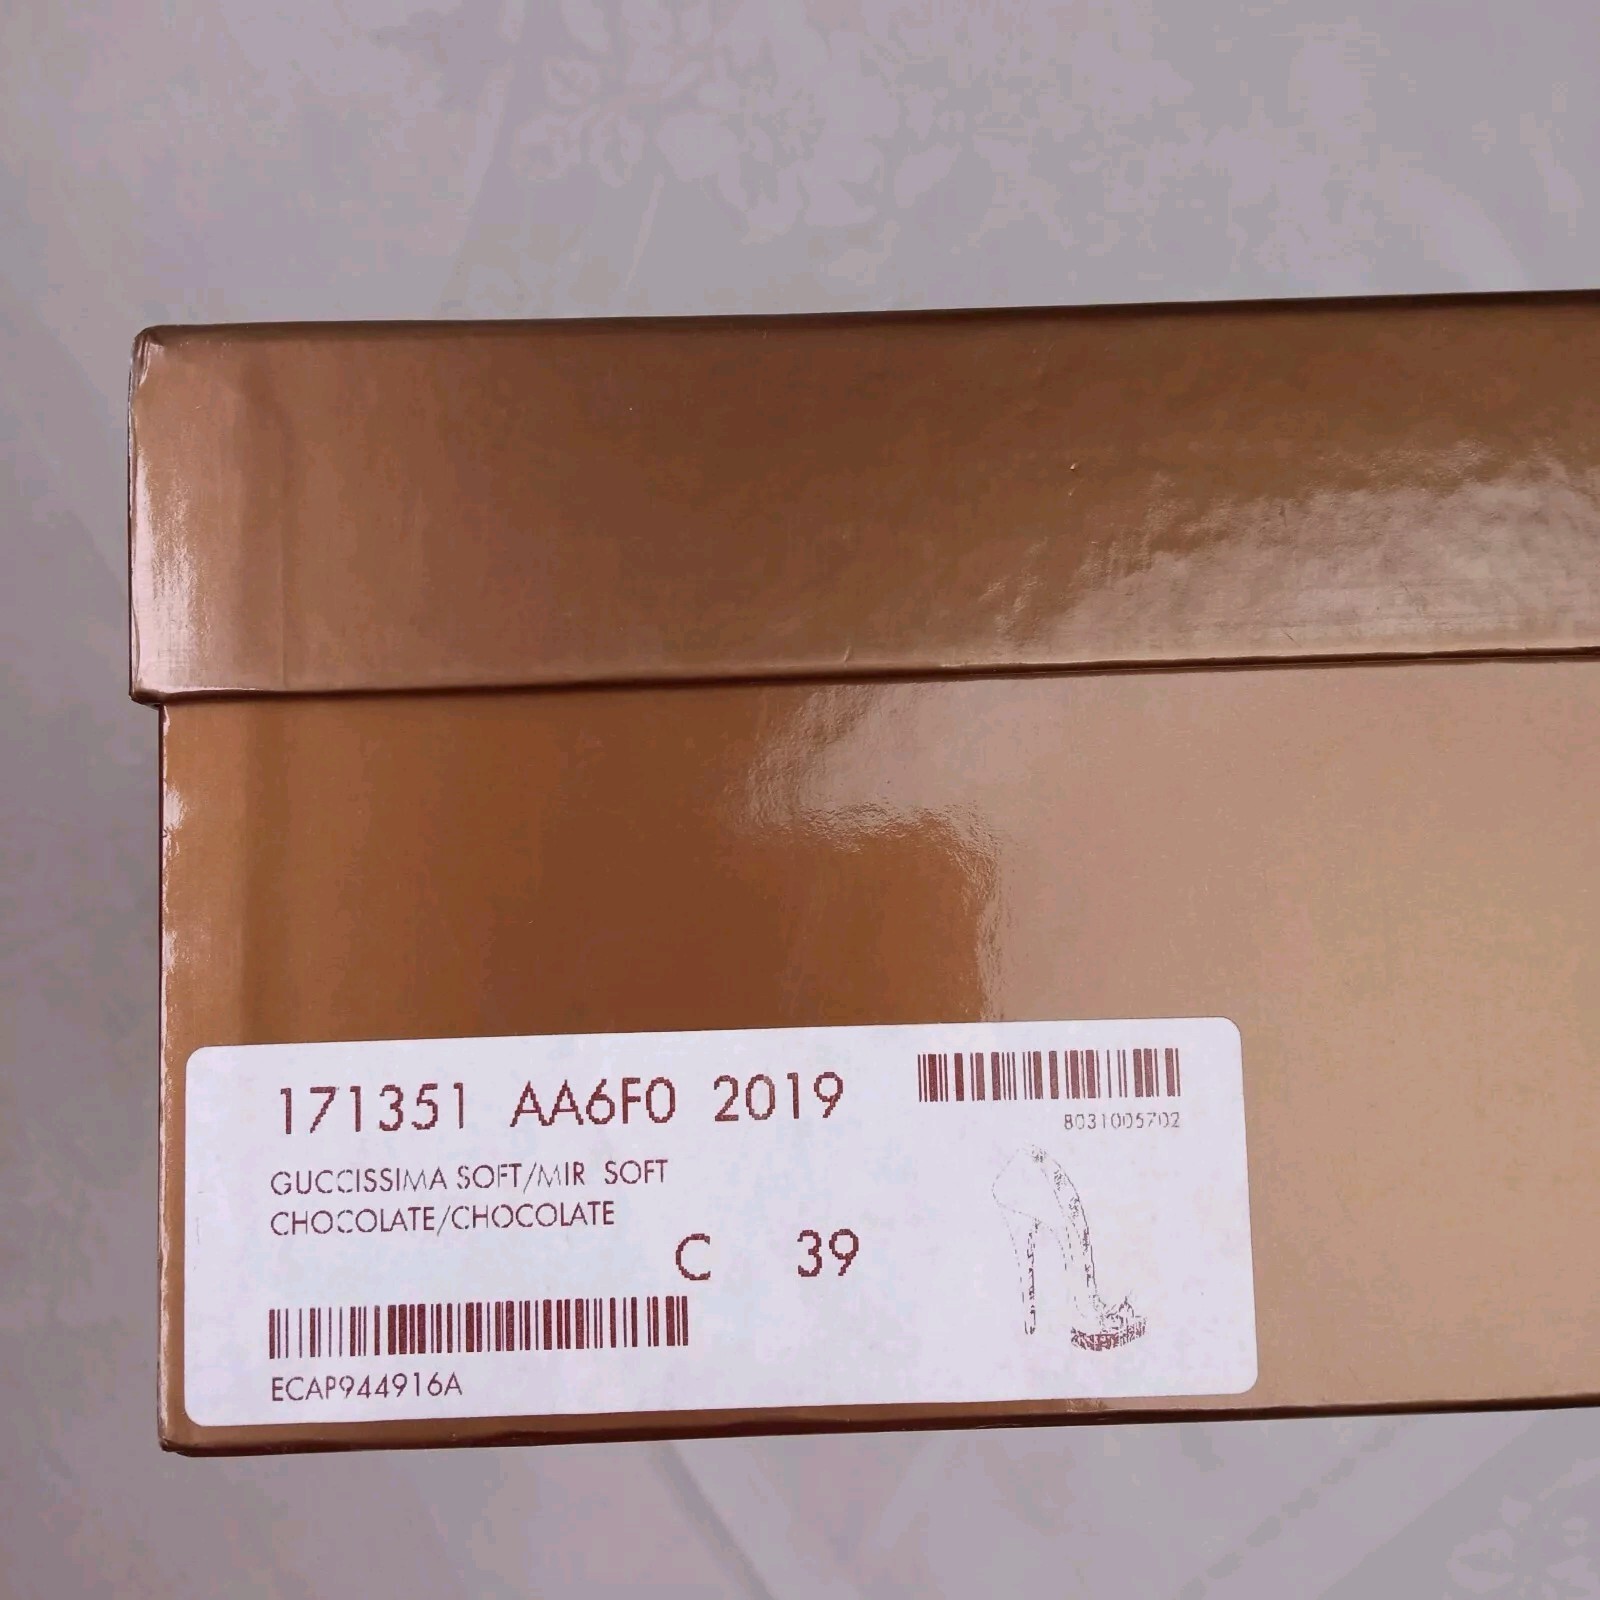 171351 AA6F0 2019
8031005702
GUCCISSIMA SOFT/MIR SOFT
CHOCOLATE/CHOCOLATE
C 39
ECAP944916A